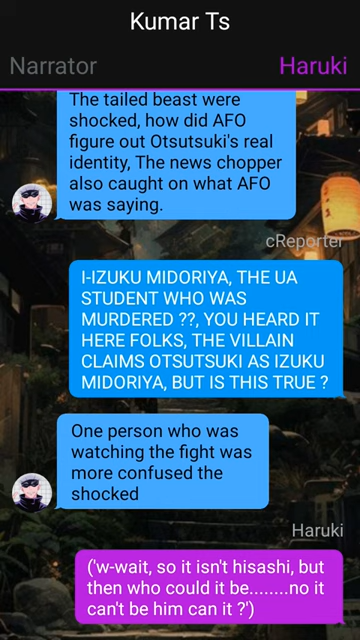 Kumar Ts
Narrator
Haruki
The tailed beast were
shocked, how did AFO
figure out Otsutsuki's real
identity, The news chopper
also caught on what AFO
was saying.
cReporter
I-IZUKU MIDORIYA, THE UA
STUDENT WHO WAS
MURDERED ??, YOU HEARD IT
HERE FOLKS, THE VILLAIN
CLAIMS OTSUTSUKI AS IZUKU
MIDORIYA, BUT IS THIS TRUE ?
One person who was
watching the fight was
more confused the
shocked
Haruki
('w-wait, so it isn't hisashi, but
then who could it be........no it
can't be him can it ?')